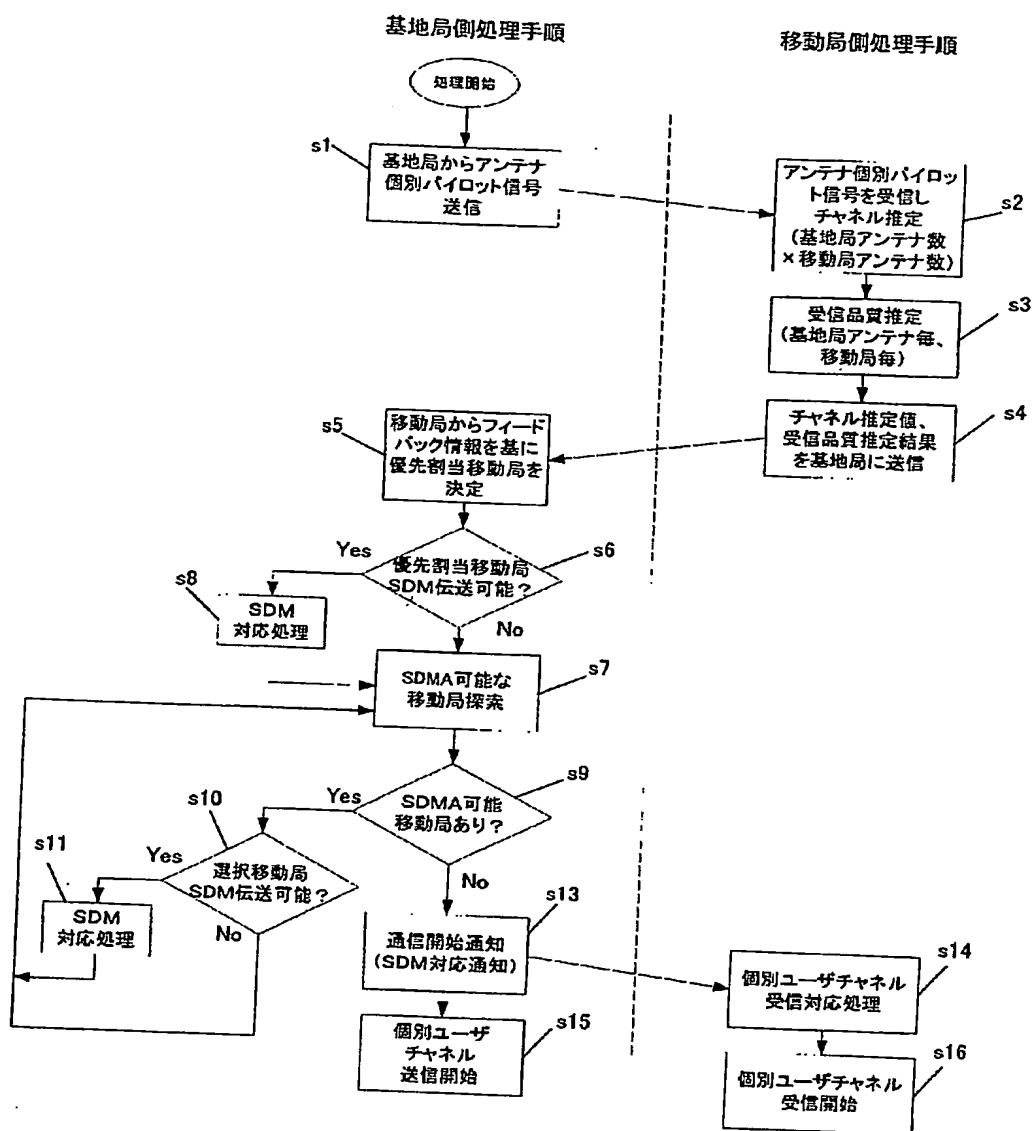 基地局側処理手順
移動局側処理手順
処理開始
s1
基地局からアンテナ
個別パイロット信号
送信
アンテナ個別パイロッ
ト信号を受信し
チャネル推定
(基地局アンテナ数
×移動局アンテナ数)
s2
受信品質推定
(基地局アンテナ毎、
移動局毎)
s3
チャネル推定値、
受信品質推定結果
を基地局に送信
s4
s5
移動局からフィード
バック情報を基に
優先割当移動局を
決定
Yes
優先割当移動局
SDM伝送可能?
s6
s8
SDM
対応処理
No
SDMA可能な
移動局探索
s7
Yes
SDMA可能
移動局あり?
s9
s10
Yes
選択移動局
SDM伝送可能?
s11
SDM
対応処理
No
No
通信開始通知
(SDM対応通知)
s13
個別ユーザチャネル
受信対応処理
s14
個別ユーザ
チャネル
送信開始
s15
個別ユーザチャネル
受信開始
s16